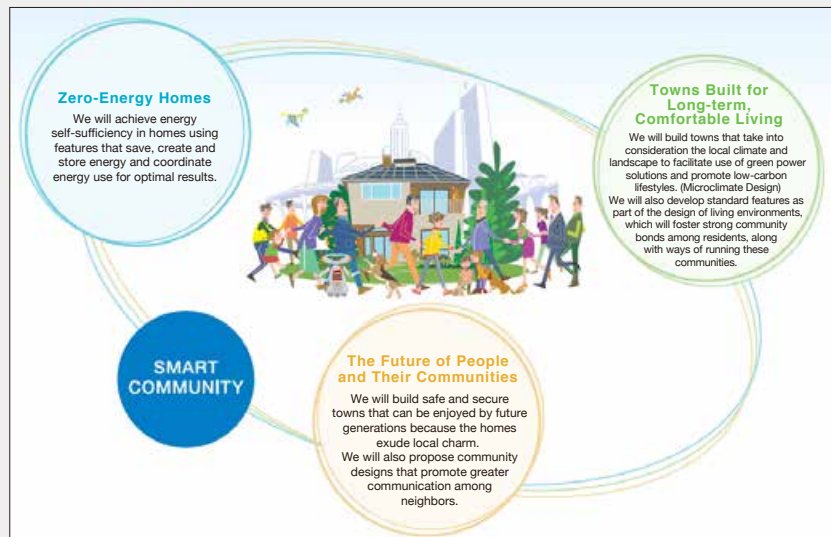 Zero-Energy Homes
We will achieve energy
self-sufficiency in homes using
features that save, create and
store energy and coordinate
energy use for optimal results.
Towns Built for
Long-term,
Comfortable Living
We will build towns that take into
consideration the local climate and
landscape to facilitate use of green power
solutions and promote low-carbon
lifestyles. (Microclimate Design)
We will also develop standard features as
part of the design of living environments,
which will foster strong community
bonds among residents, along
with ways of running these
communities.
SMART
COMMUNITY
The Future of People
and Their Communities
We will build safe and secure
towns that can be enjoyed by future
generations because the homes
exude local charm.
We will also propose community
designs that promote greater
communication among
neighbors.